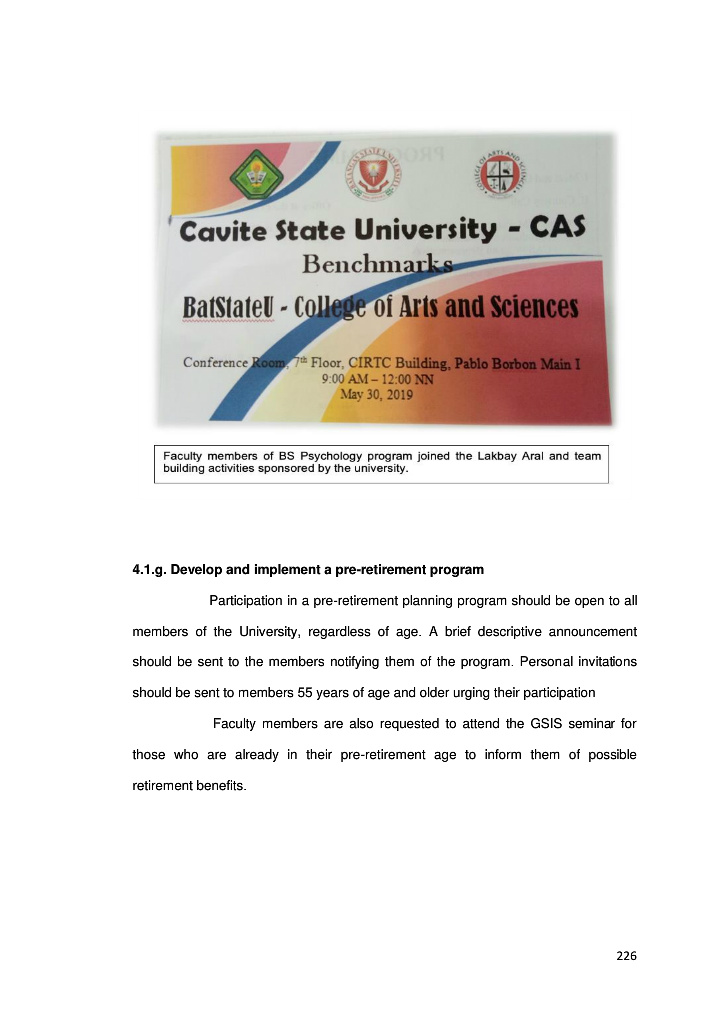 Cavite State University - CAS
Benchmarks
BatStateU - College of Arts and Sciences
Conference Room, 7th Floor, CIRTC Building, Pablo Borbon Main I
9:00 AM – 12:00 NN
May 30, 2019
Faculty members of BS Psychology program joined the Lakbay Aral and team
building activities sponsored by the university.
4.1.g. Develop and implement a pre-retirement program
Participation in a pre-retirement planning program should be open to all
members of the University, regardless of age. A brief descriptive announcement
should be sent to the members notifying them of the program. Personal invitations
should be sent to members 55 years of age and older urging their participation
Faculty members are also requested to attend the GSIS seminar for
those who are already in their pre-retirement age to inform them of possible
retirement benefits.
226